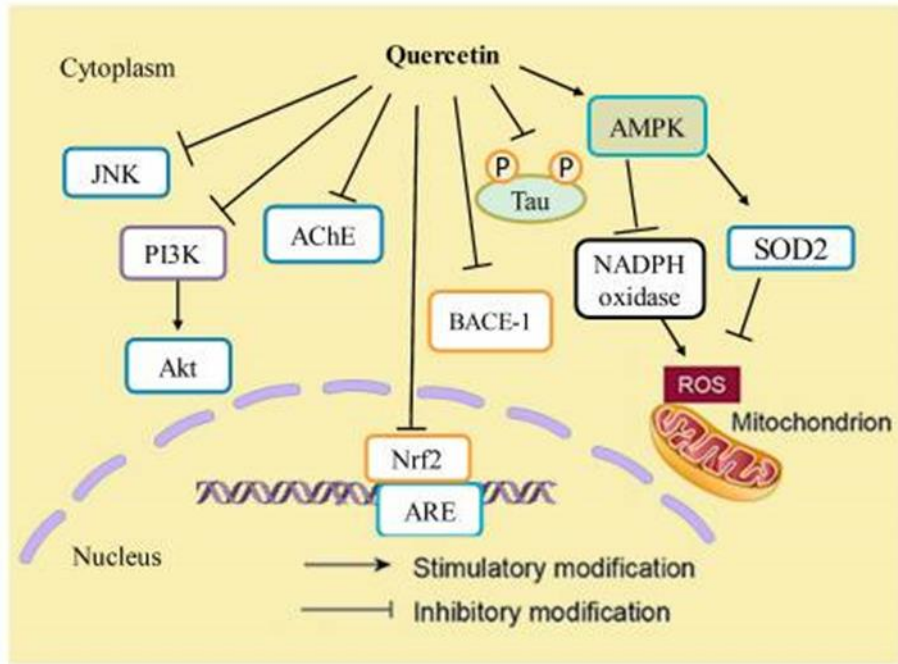 Quercetin
Cytoplasm
AMPK
JNK
P P
Tau
AChE
PI3K
SOD2
NADPH
oxidase
BACE-1
Akt
ROS
Mitochondrion
Nrf2
ARE
Nucleus
Stimulatory modification
Inhibitory modification